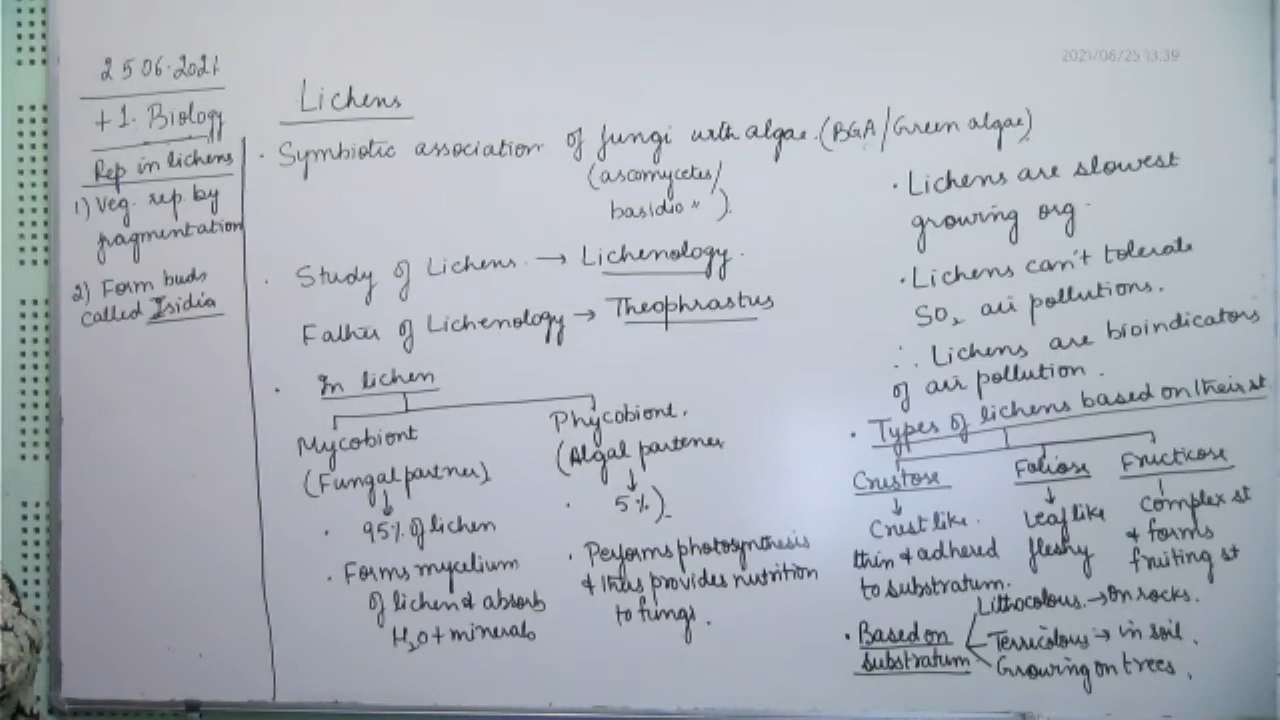 2021/06/25 13:39
25.06.2021
+1. Biology
Rep in lichens
1) Veg. rep. by
fragmentation
2) Form buds
called Isidia
Lichens
· Symbiotic association of fungi with algae. (BGA/Green algae)
(ascomycetes/
basidio " ).
· Study of Lichens. → Lichenology.
Father of Lichenology → Theophrastus
· In lichen
Mycobiont
(Fungal partner)
↓
· 95% of lichen
· Forms mycelium
of lichen & absorb
H₂O + minerals
Phycobiont.
(Algal partener
↓
· 5%)
· Performs photosynthesis
& thus provides nutrition
to fungi.
· Lichens are slowest
growing org.
· Lichens can't tolerate
SO₂ air pollutions.
∴ Lichens are bioindicators
of air pollution.
· Types of lichens based on their st
Crustose
↓
Crust like.
thin & adhered
to substratum.
Foliose
↓
Leaf like
fleshy
Fructicose
↓
Complex st
& forms
fruiting st
· Based on
substratum
Lithocolous. → On rocks.
Terricolous → in soil.
Growing on trees.